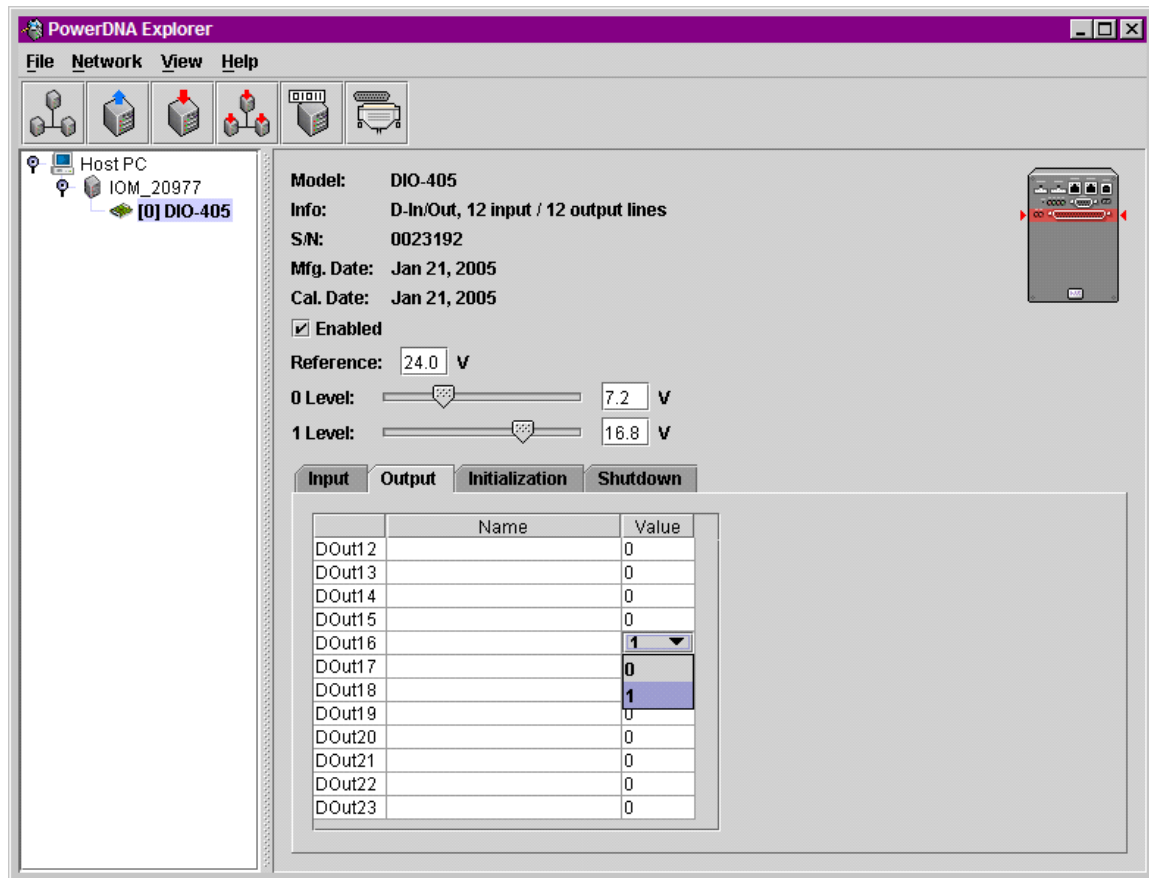 PowerDNA Explorer
File Network View Help
Host PC
IOM_20977
[0] DIO-405
Model: DIO-405
Info: D-In/Out, 12 input / 12 output lines
S/N: 0023192
Mfg. Date: Jan 21, 2005
Cal. Date: Jan 21, 2005
Enabled
Reference: 24.0 V
0 Level: 7.2 V
1 Level: 16.8 V
Input Output Initialization Shutdown
Name Value
DOut12 0
DOut13 0
DOut14 0
DOut15 0
DOut16 1
DOut17 0
DOut18 1
DOut19 0
DOut20 0
DOut21 0
DOut22 0
DOut23 0